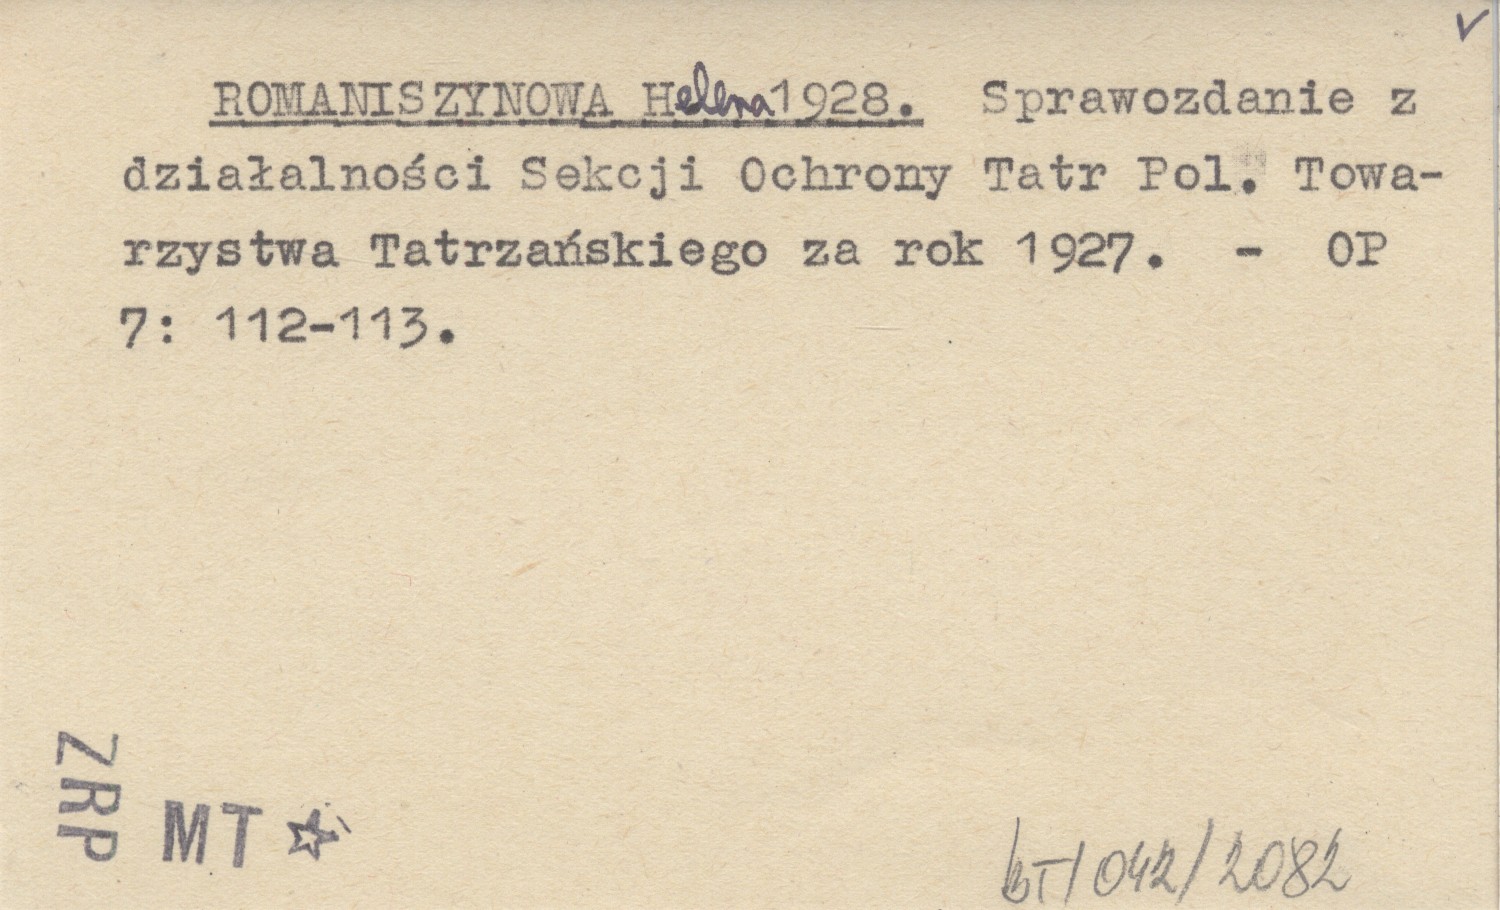 ROMANISZYNOWA Helena 1928. Sprawozdanie z
działalności Sekcji Ochrony Tatr Pol. Towa-
rzystwa Tatrzańskiego za rok 1927. - OP
7: 112-113.
ZRP
MT
BT/042/2082